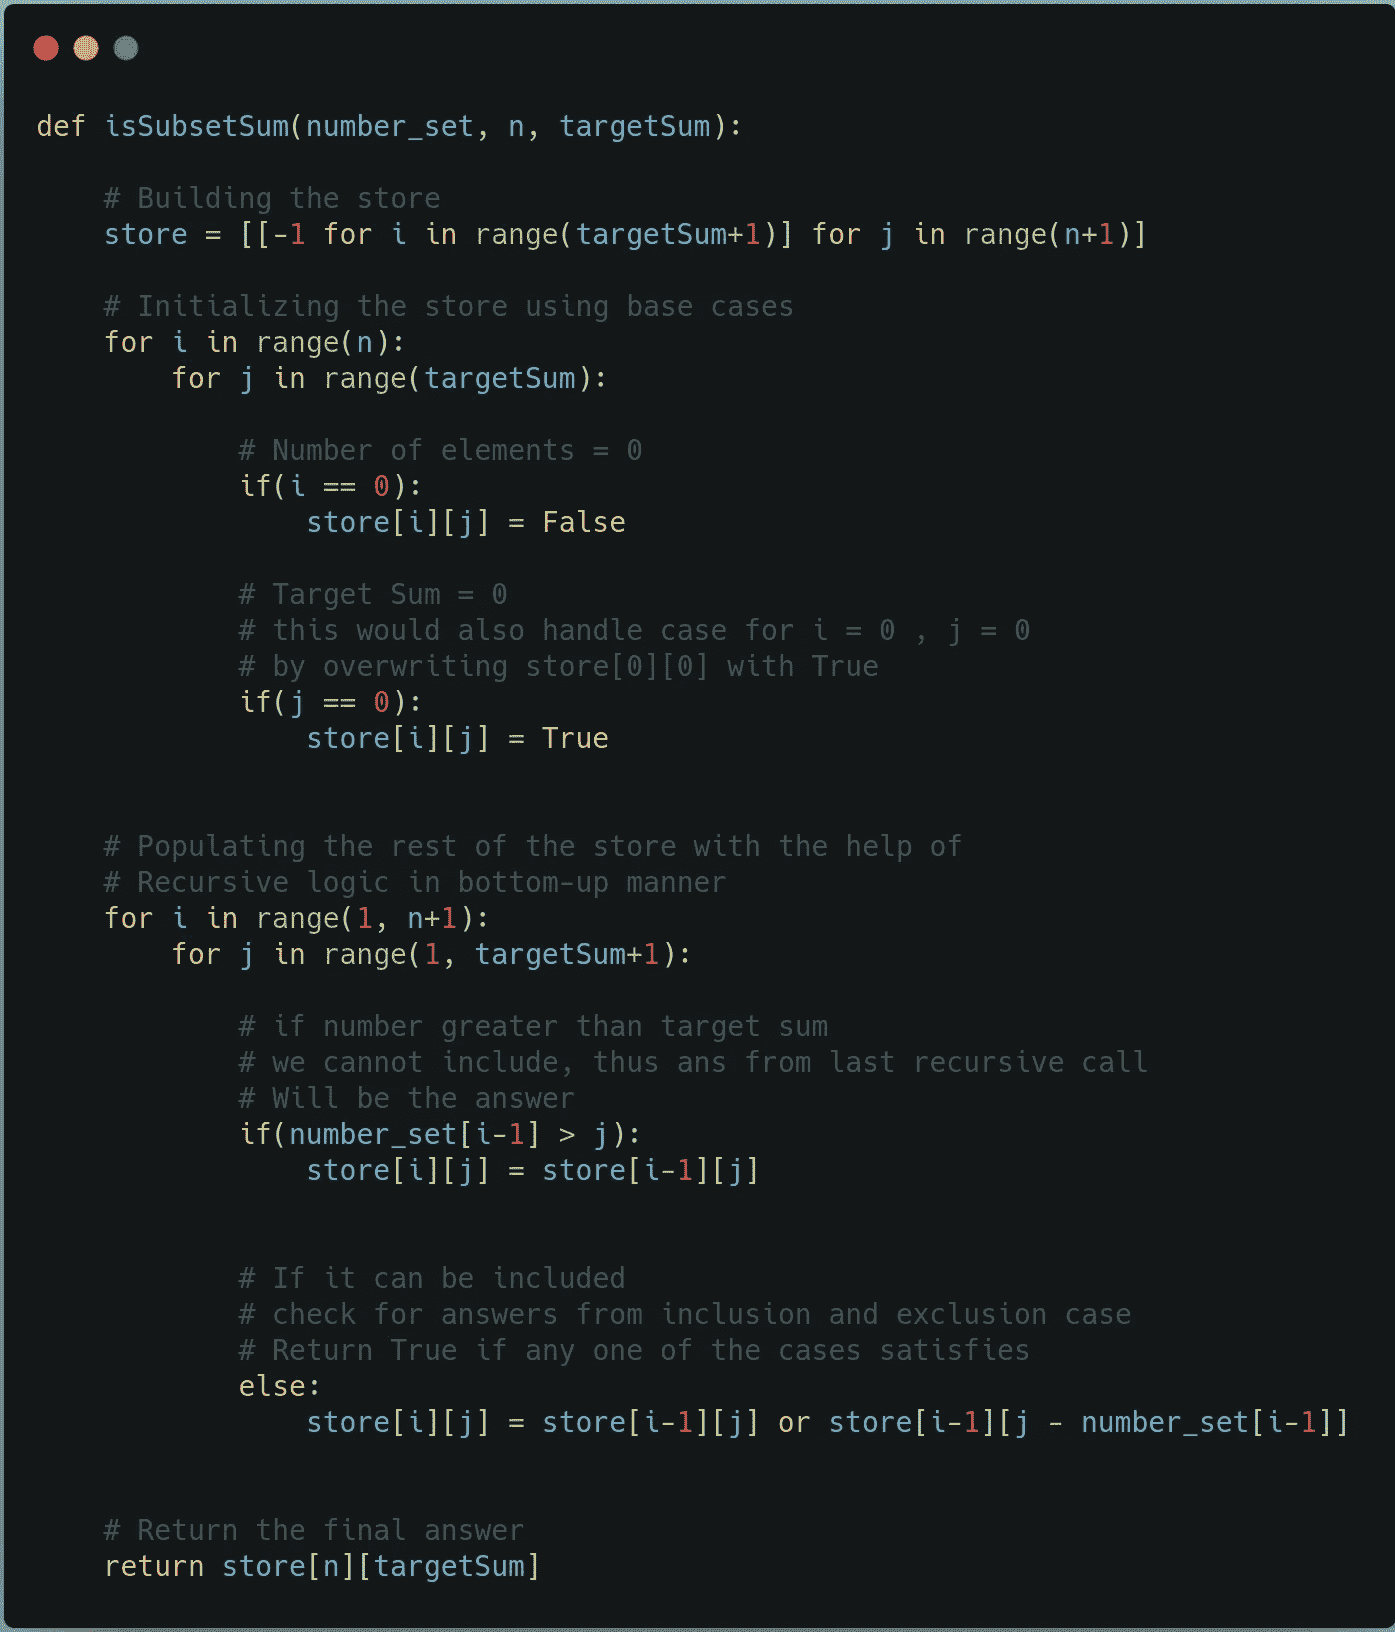 def isSubsetSum(number_set, n, targetSum):
    # Building the store
    store = [[-1 for i in range(targetSum+1)] for j in range(n+1)]
    # Initializing the store using base cases
    for i in range(n):
        for j in range(targetSum):
            # Number of elements = 0
            if(i == 0):
                store[i][j] = False
            # Target Sum = 0
            # this would also handle case for i = 0 , j = 0
            # by overwriting store[0][0] with True
            if(j == 0):
                store[i][j] = True
    # Populating the rest of the store with the help of
    # Recursive logic in bottom-up manner
    for i in range(1, n+1):
        for j in range(1, targetSum+1):
            # if number greater than target sum
            # we cannot include, thus ans from last recursive call
            # Will be the answer
            if(number_set[i-1] > j):
                store[i][j] = store[i-1][j]
            # If it can be included
            # check for answers from inclusion and exclusion case
            # Return True if any one of the cases satisfies
            else:
                store[i][j] = store[i-1][j] or store[i-1][j - number_set[i-1]]
    # Return the final answer
    return store[n][targetSum]